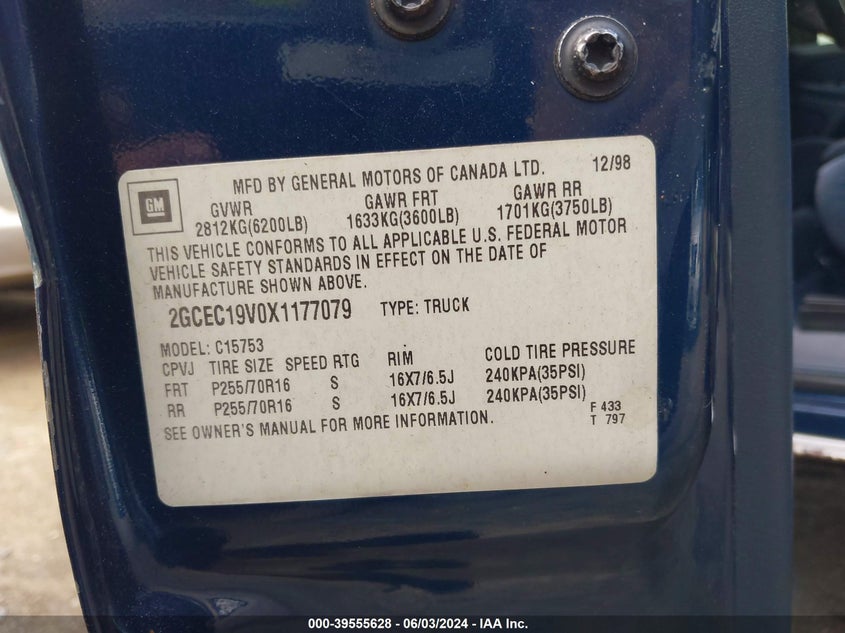 GM
MFD BY GENERAL MOTORS OF CANADA LTD. 12/98
GVWR GAWR FRT GAWR RR
2812KG(6200LB) 1633KG(3600LB) 1701KG(3750LB)
THIS VEHICLE CONFORMS TO ALL APPLICABLE U.S. FEDERAL MOTOR
VEHICLE SAFETY STANDARDS IN EFFECT ON THE DATE OF
MANUFACTURE SHOWN ABOVE.
2GCEC19V0X1177079 TYPE: TRUCK
MODEL: C15753
CPVJ TIRE SIZE SPEED RTG RIM COLD TIRE PRESSURE
FRT P255/70R16 S 16X7/6.5J 240KPA(35PSI)
RR P255/70R16 S 16X7/6.5J 240KPA(35PSI)
SEE OWNER'S MANUAL FOR MORE INFORMATION. F 433
T 797
000-39555628 - 06/03/2024 - IAA Inc.